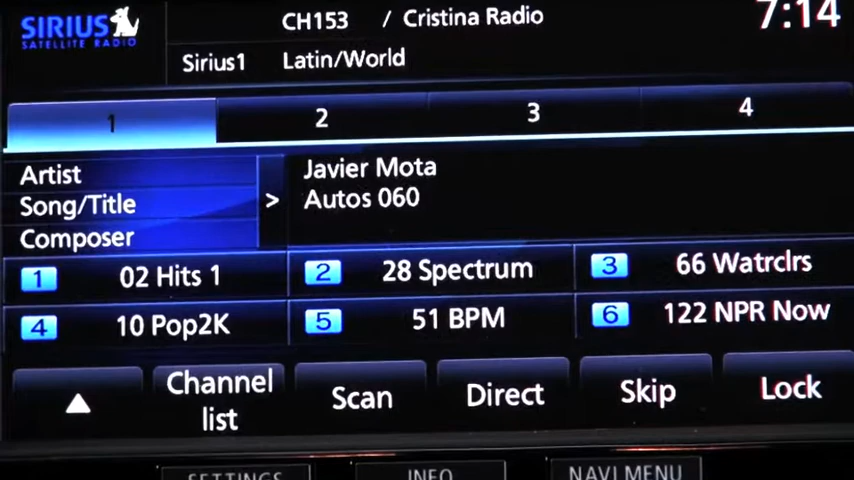 SIRIUS
SATELLITE RADIO
CH153 / Cristina Radio
7:14
Sirius1 Latin/World
1 2 3 4
Artist
Song/Title
Composer
>
Javier Mota
Autos 060
1 02 Hits 1
2 28 Spectrum
3 66 Watrclrs
4 10 Pop2K
5 51 BPM
6 122 NPR Now
Channel
list
Scan
Direct
Skip
Lock
SETTINGS
INFO
NAVI MENU